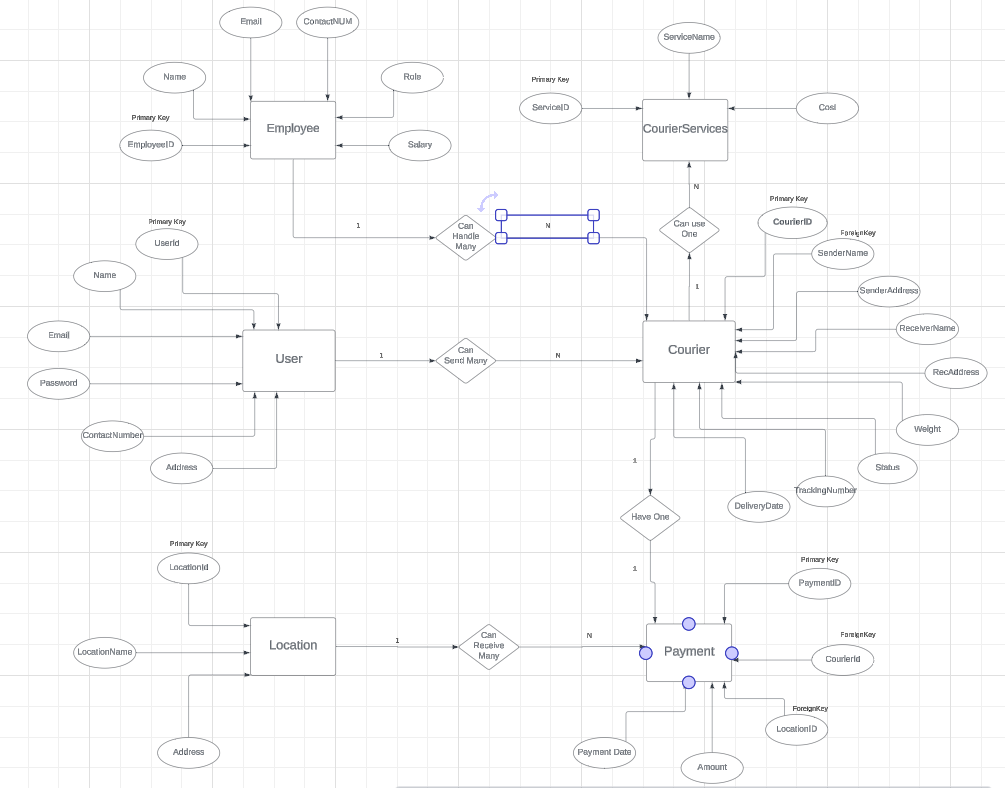 Email
ContactNUM
Name
Role
Primary Key
EmployeeID
Employee
Salary
ServiceName
Primary Key
ServiceID
CourierServices
Cost
1
Can
Handle
Many
N
N
Can use
One
1
Primary Key
CourierID
ForeignKey
SenderName
SenderAddress
ReceiverName
RecAddress
Weight
Status
TrackingNumber
DeliveryDate
Courier
Primary Key
UserId
Name
Email
Password
ContactNumber
Address
User
1
Can
Send Many
N
1
Have One
1
Primary Key
LocationId
LocationName
Address
Location
1
Can
Receive
Many
N
Payment
Primary Key
PaymentID
ForeignKey
CourierId
ForeignKey
LocationID
Payment Date
Amount